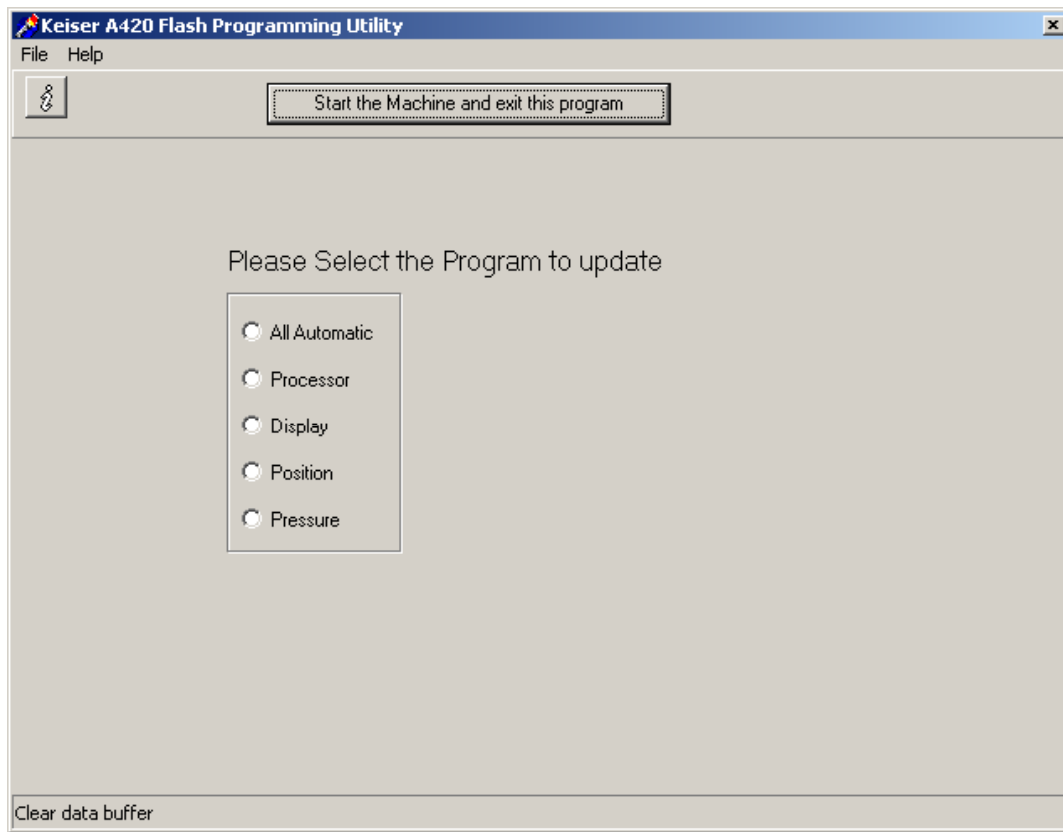 Keiser A420 Flash Programming Utility
File Help
Start the Machine and exit this program
Please Select the Program to update
All Automatic
Processor
Display
Position
Pressure
Clear data buffer